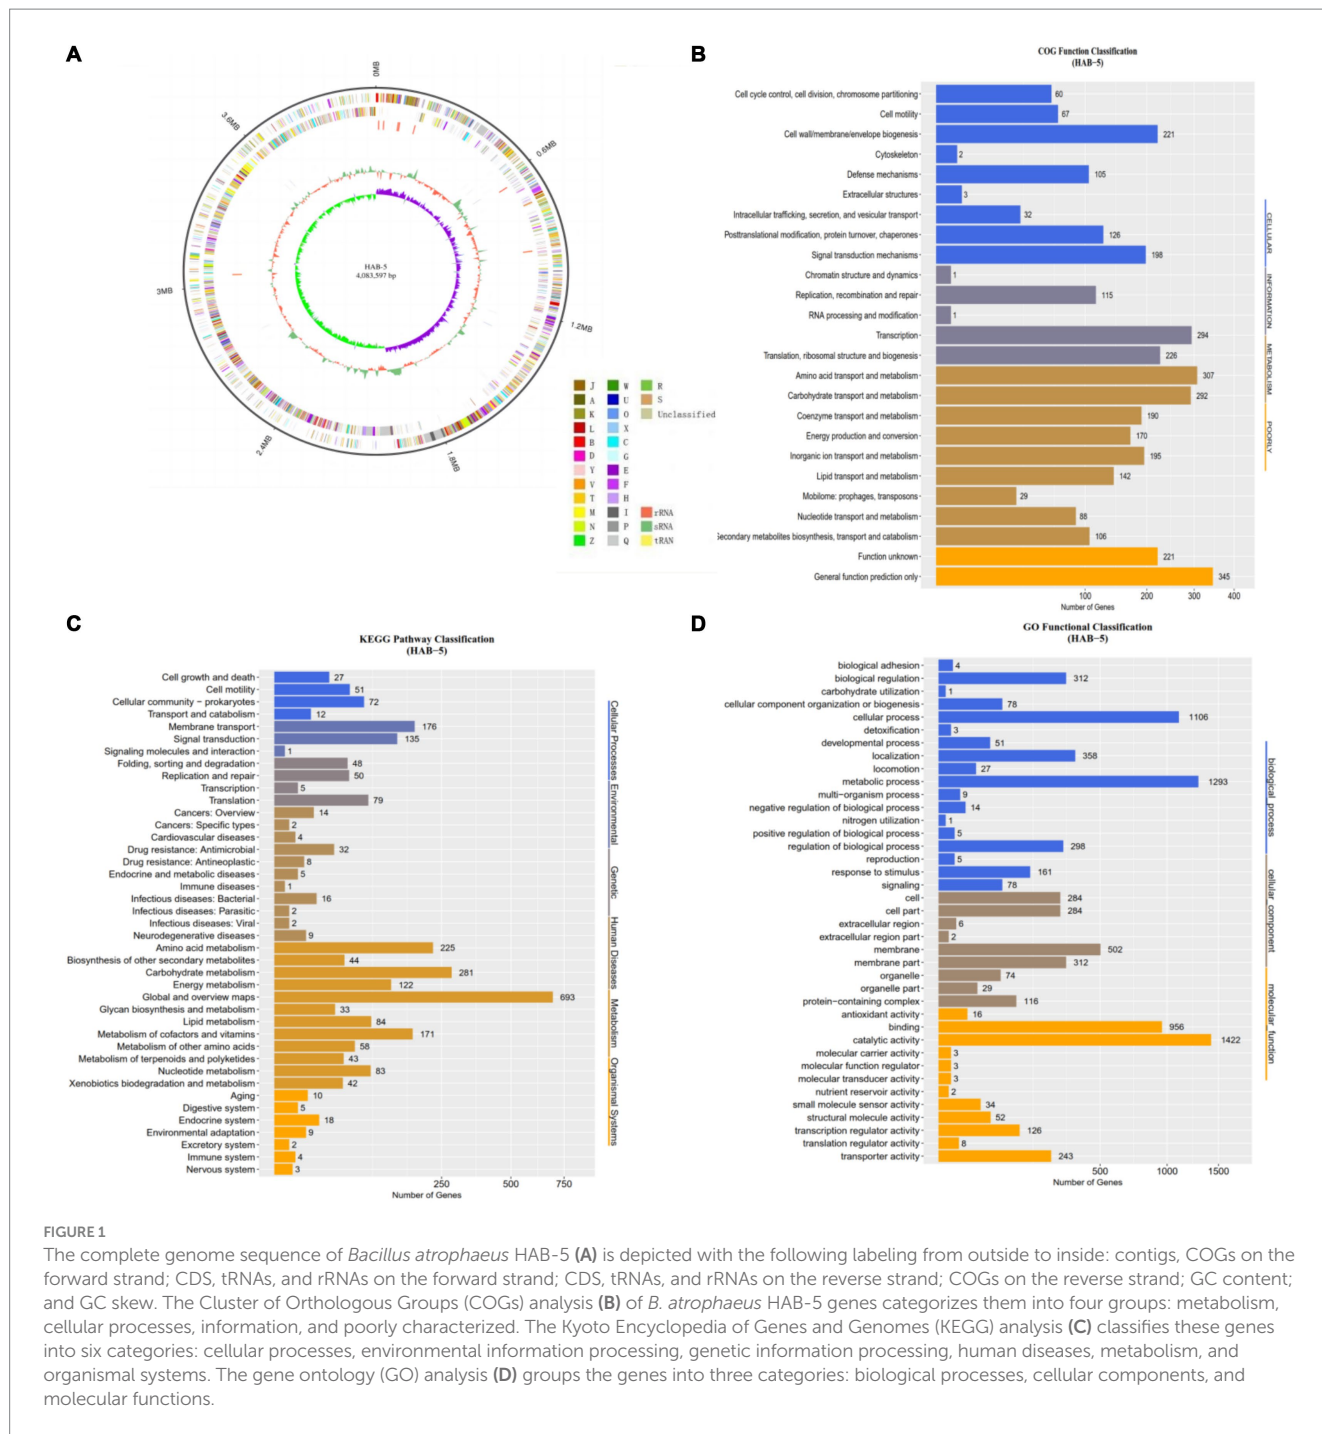 A
0MB
0.6MB
1.2MB
1.8MB
2.4MB
3MB
3.6MB
HAB-5
4,083,597 bp
J W R
A U S
K O Unclassified
L X
B C
D G
Y E
V F
T H
M I rRNA
N P sRNA
Z Q tRAN
B
COG Function Classification
(HAB-5)
Cell cycle control, cell division, chromosome partitioning 60
Cell motility 67
Cell wall/membrane/envelope biogenesis 221
Cytoskeleton 2
Defense mechanisms 105
Extracellular structures 3
Intracellular trafficking, secretion, and vesicular transport 32
Posttranslational modification, protein turnover, chaperones 126
Signal transduction mechanisms 198
Chromatin structure and dynamics 1
Replication, recombination and repair 115
RNA processing and modification 1
Transcription 294
Translation, ribosomal structure and biogenesis 226
Amino acid transport and metabolism 307
Carbohydrate transport and metabolism 292
Coenzyme transport and metabolism 190
Energy production and conversion 170
Inorganic ion transport and metabolism 195
Lipid transport and metabolism 142
Mobilome: prophages, transposons 29
Nucleotide transport and metabolism 88
Secondary metabolites biosynthesis, transport and catabolism 106
Function unknown 221
General function prediction only 345
100 200 300 400
Number of Genes
CELLULAR
INFORMATION
METABOLISM
POORLY
C
KEGG Pathway Classification
(HAB-5)
Cell growth and death 27
Cell motility 51
Cellular community - prokaryotes 72
Transport and catabolism 12
Membrane transport 176
Signal transduction 135
Signaling molecules and interaction 1
Folding, sorting and degradation 48
Replication and repair 50
Transcription 5
Translation 79
Cancers: Overview 14
Cancers: Specific types 2
Cardiovascular diseases 4
Drug resistance: Antimicrobial 32
Drug resistance: Antineoplastic 8
Endocrine and metabolic diseases 5
Immune diseases 1
Infectious diseases: Bacterial 16
Infectious diseases: Parasitic 2
Infectious diseases: Viral 2
Neurodegenerative diseases 9
Amino acid metabolism 225
Biosynthesis of other secondary metabolites 44
Carbohydrate metabolism 281
Energy metabolism 122
Global and overview maps 693
Glycan biosynthesis and metabolism 33
Lipid metabolism 84
Metabolism of cofactors and vitamins 171
Metabolism of other amino acids 58
Metabolism of terpenoids and polyketides 43
Nucleotide metabolism 83
Xenobiotics biodegradation and metabolism 42
Aging 10
Digestive system 5
Endocrine system 18
Environmental adaptation 9
Excretory system 2
Immune system 4
Nervous system 3
250 500 750
Number of Genes
Cellular Processes Environmental
Genetic
Human Diseases
Metabolism
Organismal Systems
D
GO Functional Classification
(HAB-5)
biological adhesion 4
biological regulation 312
carbohydrate utilization 1
cellular component organization or biogenesis 78
cellular process 1106
detoxification 3
developmental process 51
localization 358
locomotion 27
metabolic process 1293
multi-organism process 9
negative regulation of biological process 14
nitrogen utilization 1
positive regulation of biological process 5
regulation of biological process 298
reproduction 5
response to stimulus 161
signaling 78
cell 284
cell part 284
extracellular region 6
extracellular region part 2
membrane 502
membrane part 312
organelle 74
organelle part 29
protein-containing complex 116
antioxidant activity 16
binding 956
catalytic activity 1422
molecular carrier activity 3
molecular function regulator 3
molecular transducer activity 3
nutrient reservoir activity 2
small molecule sensor activity 34
structural molecule activity 52
transcription regulator activity 126
translation regulator activity 8
transporter activity 243
500 1000 1500
Number of Genes
biological process
cellular component
molecular function
FIGURE 1
The complete genome sequence of Bacillus atrophaeus HAB-5 (A) is depicted with the following labeling from outside to inside: contigs, COGs on the
forward strand; CDS, tRNAs, and rRNAs on the forward strand; CDS, tRNAs, and rRNAs on the reverse strand; COGs on the reverse strand; GC content;
and GC skew. The Cluster of Orthologous Groups (COGs) analysis (B) of B. atrophaeus HAB-5 genes categorizes them into four groups: metabolism,
cellular processes, information, and poorly characterized. The Kyoto Encyclopedia of Genes and Genomes (KEGG) analysis (C) classifies these genes
into six categories: cellular processes, environmental information processing, genetic information processing, human diseases, metabolism, and
organismal systems. The gene ontology (GO) analysis (D) groups the genes into three categories: biological processes, cellular components, and
molecular functions.